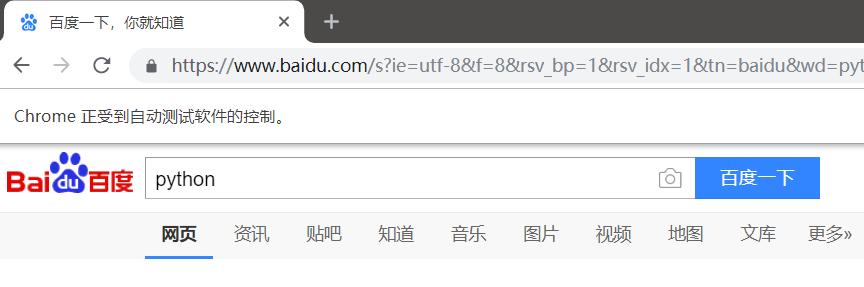 百度一下，你就知道
https://www.baidu.com/s?ie=utf-8&f=8&rsv_bp=1&rsv_idx=1&tn=baidu&wd=pyt
Chrome 正受到自动测试软件的控制。
Bai du 百度 python 百度一下
网页 资讯 贴吧 知道 音乐 图片 视频 地图 文库 更多»